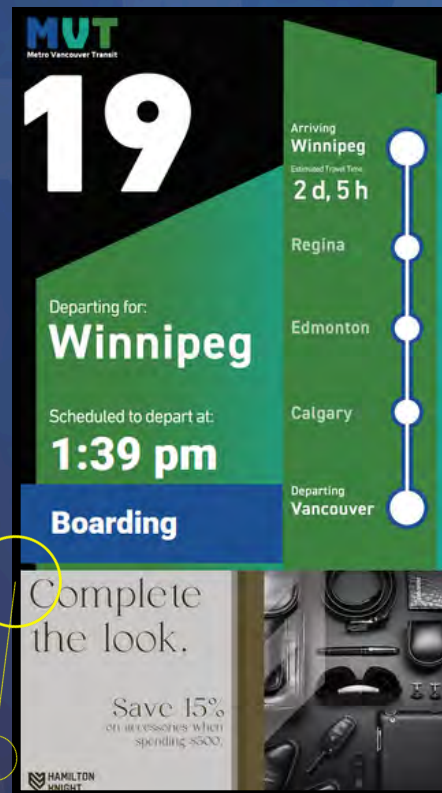 MVT
Metro Vancouver Transit
19
Departing for:
Winnipeg
Scheduled to depart at:
1:39 pm
Boarding
Arriving
Winnipeg
Estimated Travel Time
2 d, 5 h
Regina
Edmonton
Calgary
Departing
Vancouver
Complete
the look.
Save 15%
on accessories when
spending $500.
HAMILTON
KNIGHT